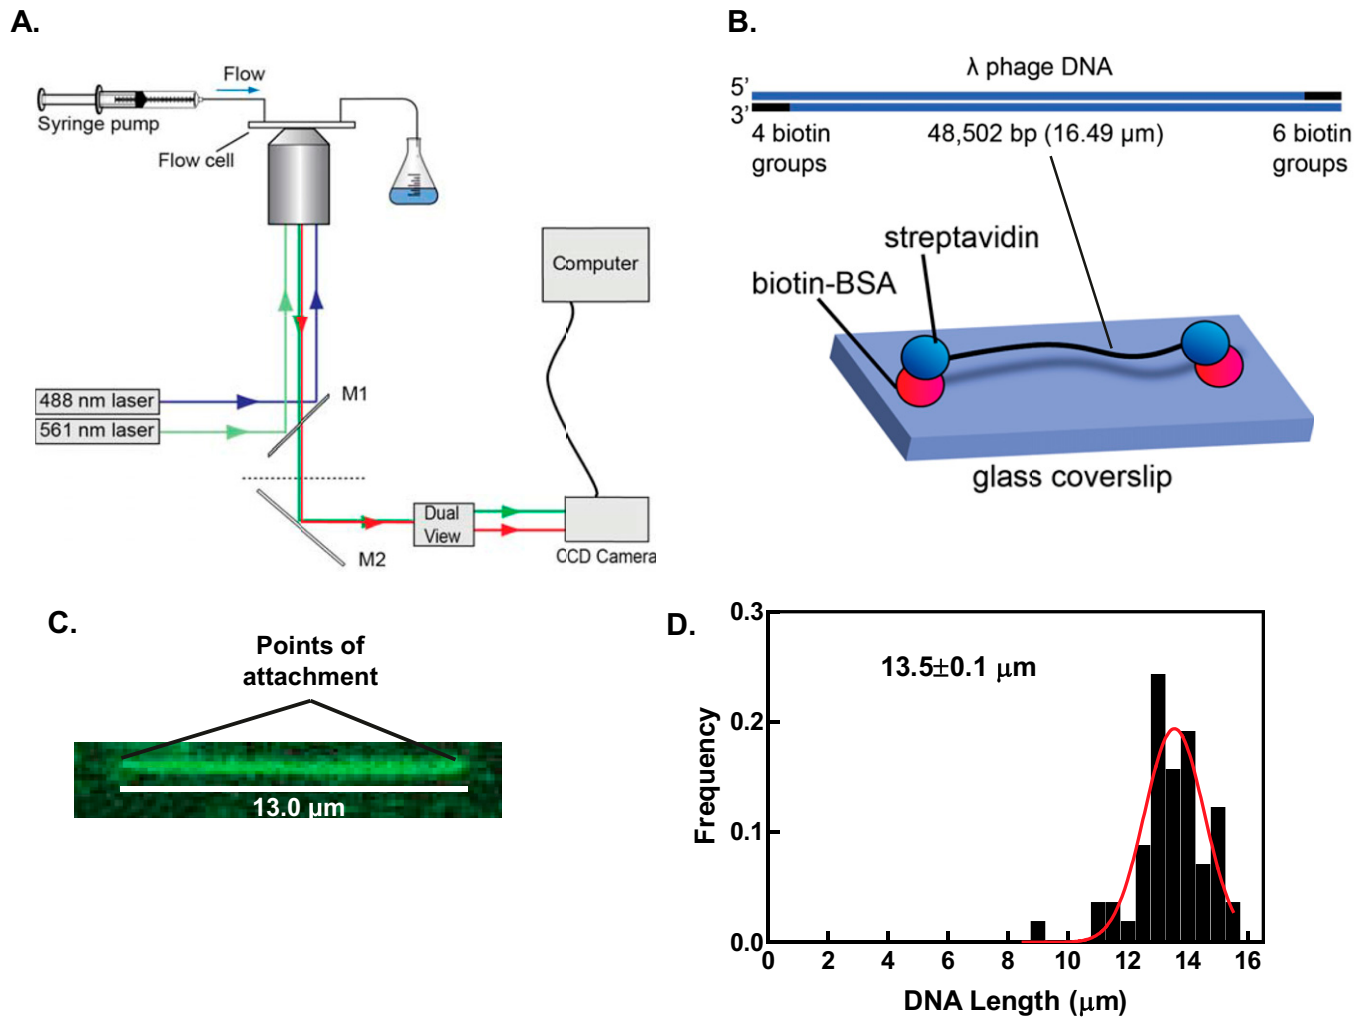 A.
Flow
Syringe pump
Flow cell
Computer
488 nm laser
561 nm laser
M1
Dual
View
M2
CCD Camera
B.
λ phage DNA
5’
3’
4 biotin
groups
48,502 bp (16.49 µm)
6 biotin
groups
streptavidin
biotin-BSA
glass coverslip
C.
Points of
attachment
13.0 µm
D.
13.5±0.1 µm
Frequency
0.3
0.2
0.1
0.0
0 2 4 6 8 10 12 14 16
DNA Length (µm)